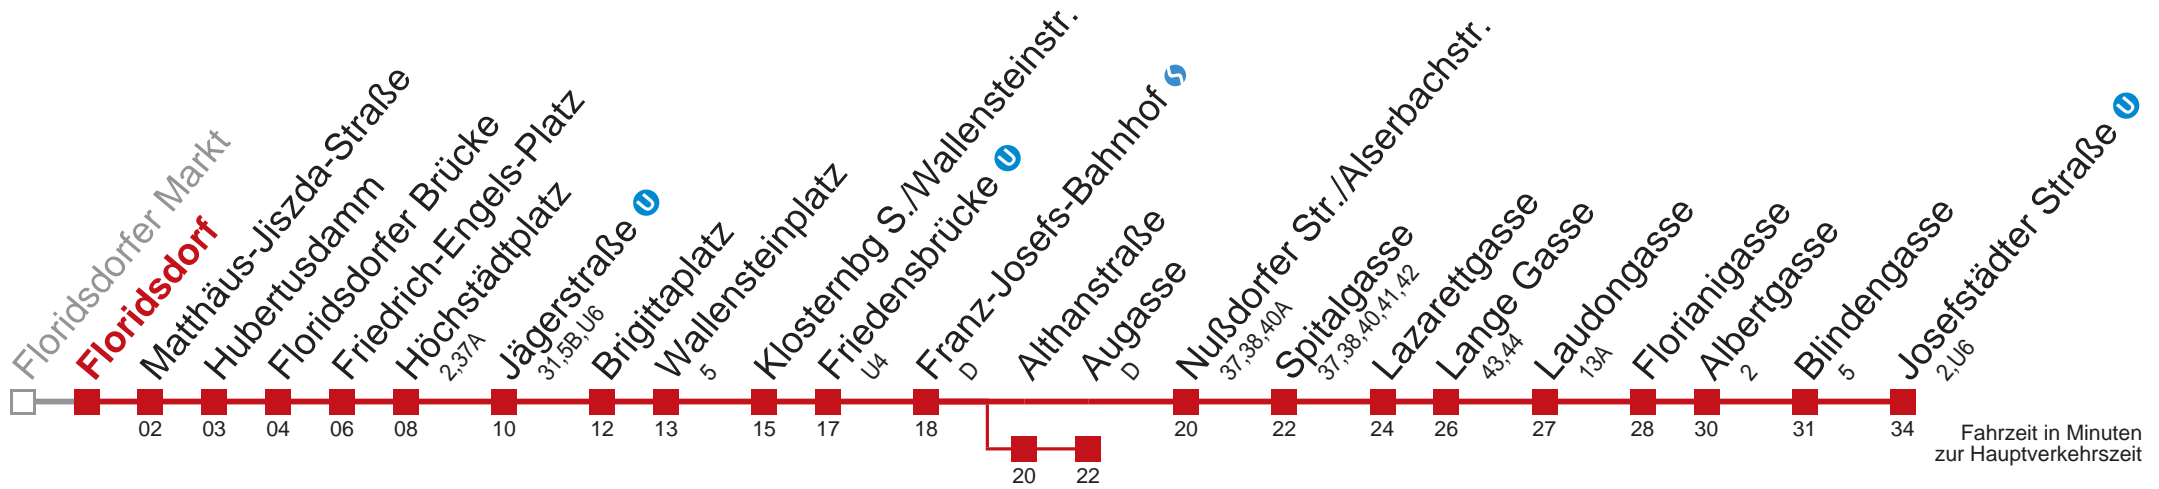 Floridsdorfer Markt
Floridsdorf
Matthäus-Jiszda-Straße
02
Hubertusdamm
03
Floridsdorfer Brücke
04
Friedrich-Engels-Platz
06
Höchstädtplatz
2,37A
08
Jägerstraße U
31,5B,U6
10
Brigittaplatz
12
Wallensteinplatz
5
13
Klosternbg S./Wallensteinstr.
15
Friedensbrücke U
U4
17
Franz-Josefs-Bahnhof S
D
18
Althanstraße
20
Augasse
D
22
Nußdorfer Str./Alserbachstr.
37,38,40A
20
Spitalgasse
37,38,40,41,42
22
Lazarettgasse
24
Lange Gasse
43,44
26
Laudongasse
13A
27
Florianigasse
28
Albertgasse
2
30
Blindengasse
5
31
Josefstädter Straße U
2,U6
34
Fahrzeit in Minuten
zur Hauptverkehrszeit